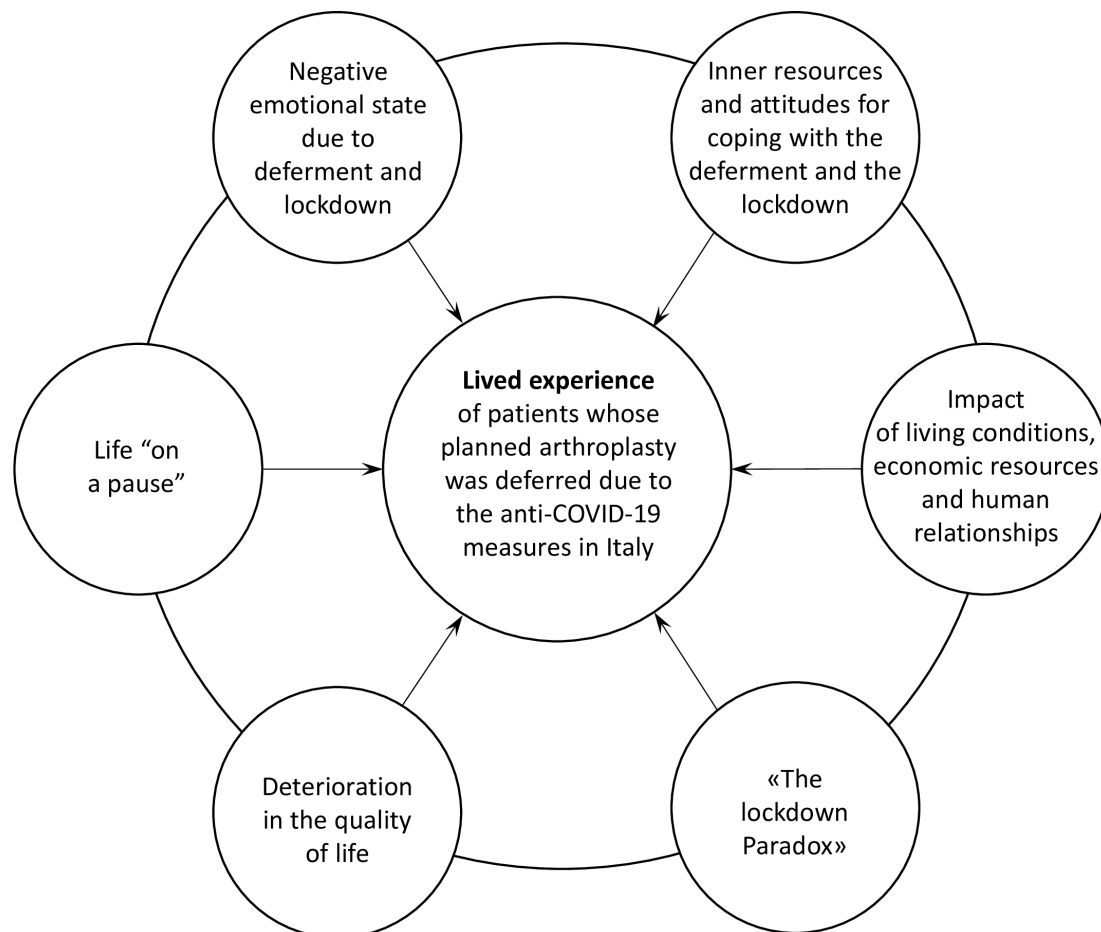 Negative
emotional state
due to
deferment and
lockdown
Inner resources
and attitudes for
coping with the
deferment and the
lockdown
Life “on
a pause”
Lived experience
of patients whose
planned arthroplasty
was deferred due to
the anti-COVID-19
measures in Italy
Impact
of living conditions,
economic resources
and human
relationships
Deterioration
in the quality
of life
«The
lockdown
Paradox»